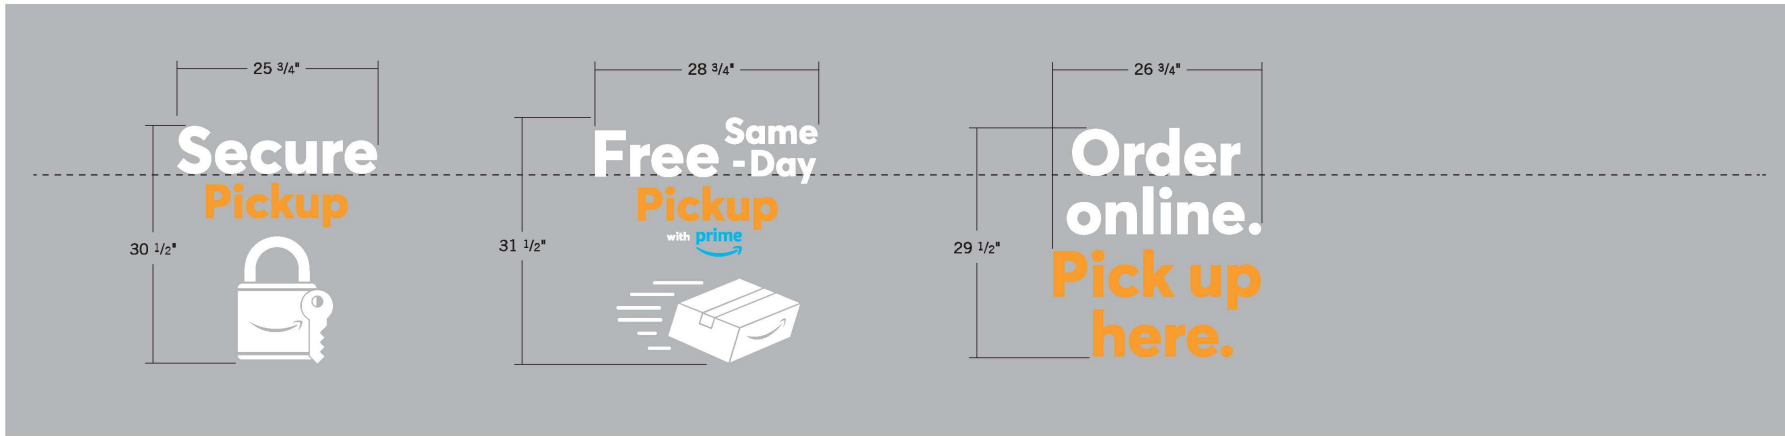 25 3/4"
Secure
Pickup
30 1/2"
28 3/4"
Free Same
-Day
Pickup
with prime
31 1/2"
26 3/4"
Order
online.
Pick up
here.
29 1/2"